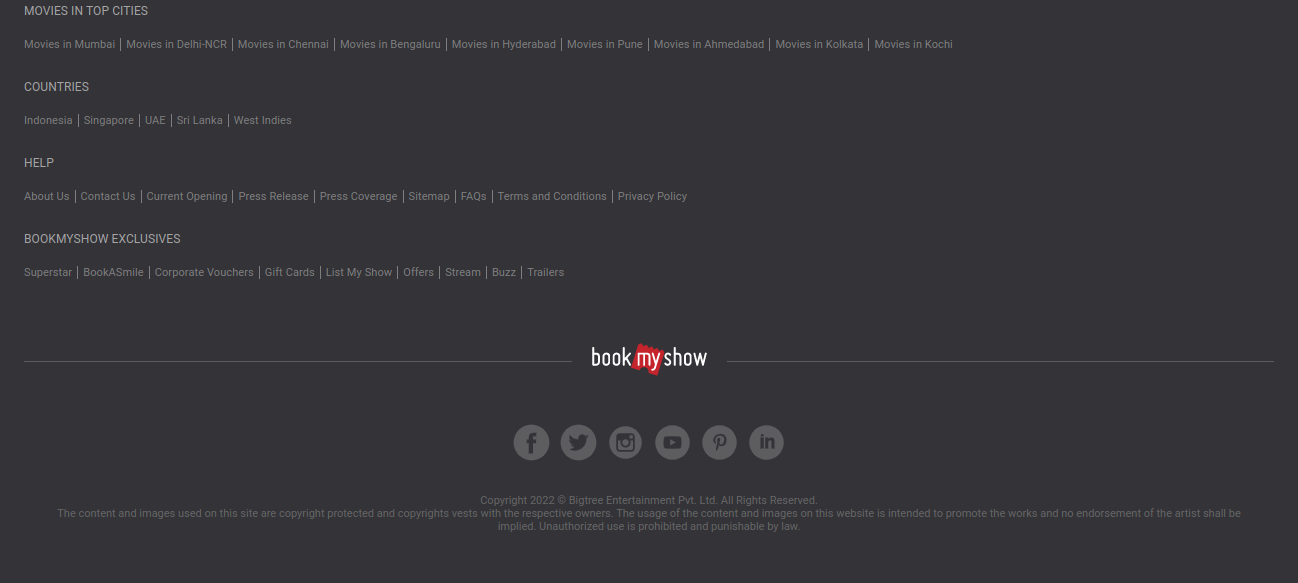 MOVIES IN TOP CITIES
Movies in Mumbai | Movies in Delhi-NCR | Movies in Chennai | Movies in Bengaluru | Movies in Hyderabad | Movies in Pune | Movies in Ahmedabad | Movies in Kolkata | Movies in Kochi
COUNTRIES
Indonesia | Singapore | UAE | Sri Lanka | West Indies
HELP
About Us | Contact Us | Current Opening | Press Release | Press Coverage | Sitemap | FAQs | Terms and Conditions | Privacy Policy
BOOKMYSHOW EXCLUSIVES
Superstar | BookASmile | Corporate Vouchers | Gift Cards | List My Show | Offers | Stream | Buzz | Trailers
book my show
Copyright 2022 © Bigtree Entertainment Pvt. Ltd. All Rights Reserved.
The content and images used on this site are copyright protected and copyrights vests with the respective owners. The usage of the content and images on this website is intended to promote the works and no endorsement of the artist shall be
implied. Unauthorized use is prohibited and punishable by law.